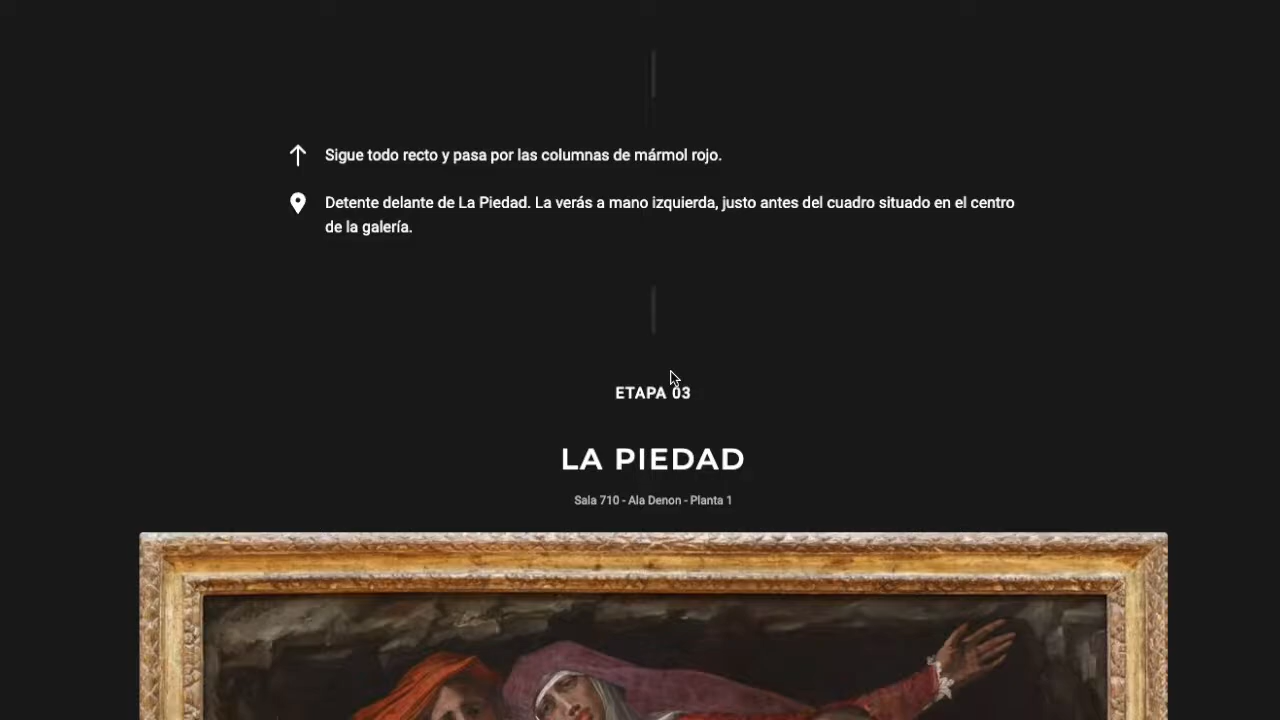 Sigue todo recto y pasa por las columnas de mármol rojo.
Detente delante de La Piedad. La verás a mano izquierda, justo antes del cuadro situado en el centro
de la galería.
ETAPA 03
LA PIEDAD
Sala 710 - Ala Denon - Planta 1